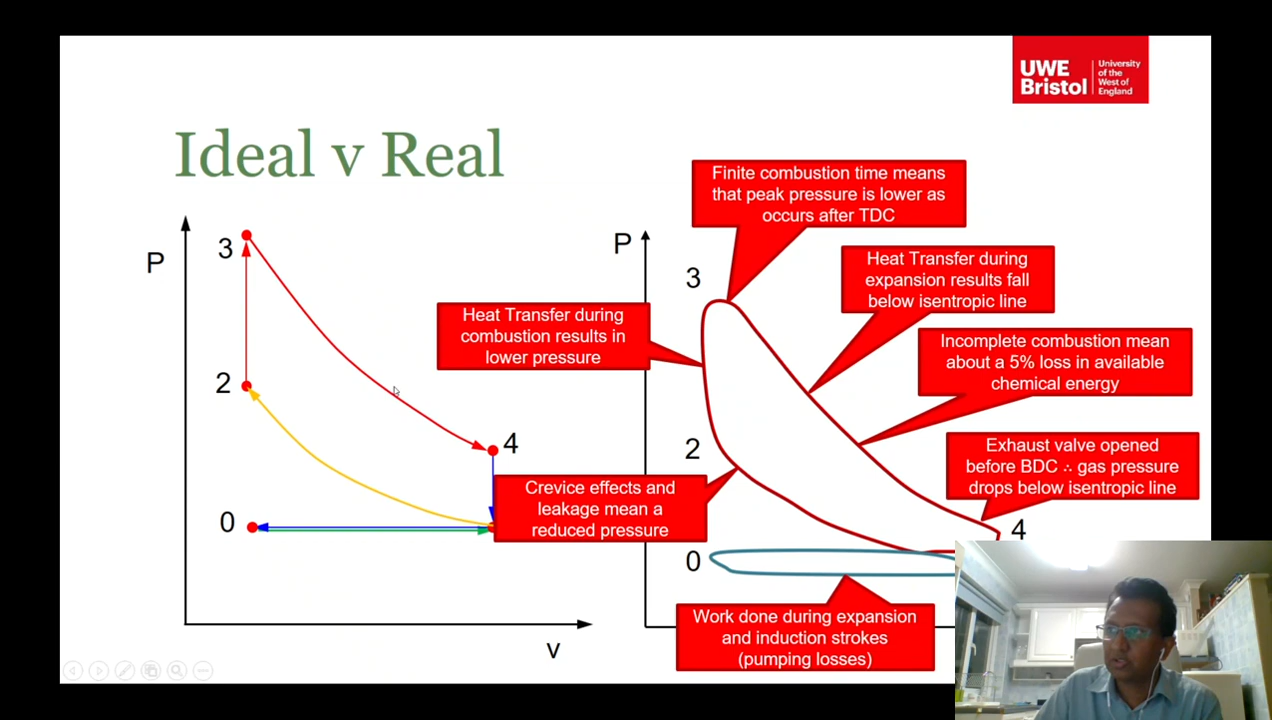 UWE
Bristol
University
of the
West of
England
Ideal v Real
P
3
2
0
4
v
P
3
2
0
4
Finite combustion time means
that peak pressure is lower as
occurs after TDC
Heat Transfer during
expansion results fall
below isentropic line
Heat Transfer during
combustion results in
lower pressure
Incomplete combustion mean
about a 5% loss in available
chemical energy
Exhaust valve opened
before BDC ∴ gas pressure
drops below isentropic line
Crevice effects and
leakage mean a
reduced pressure
Work done during expansion
and induction strokes
(pumping losses)